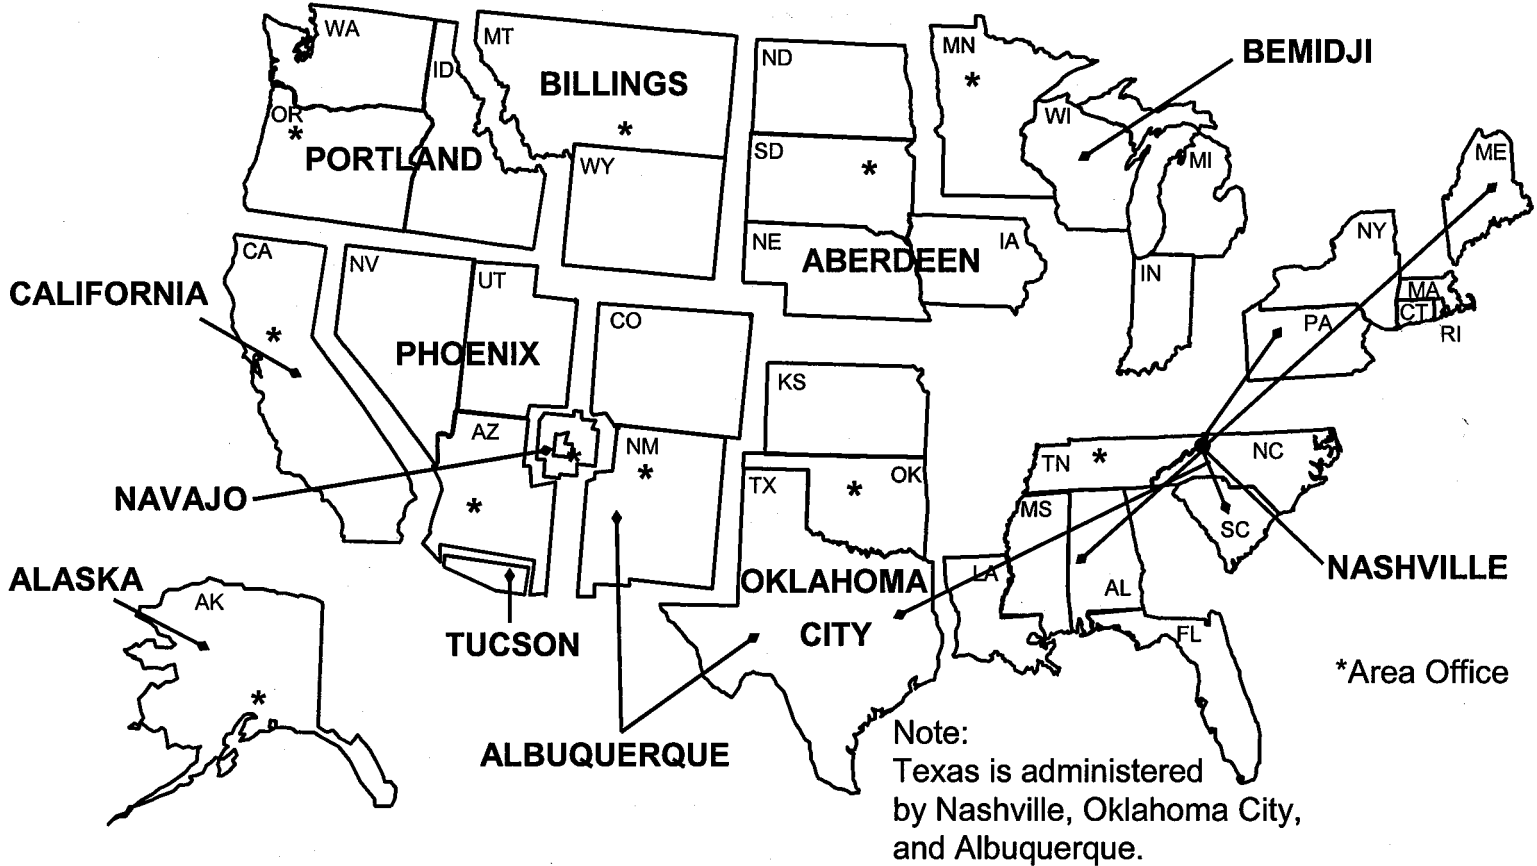 WA
MT
ID
BILLINGS
*
OR
*
PORTLAND
WY
ND
SD
*
NE
IA
ABERDEEN
MN
*
WI
MI
BEMIDJI
IN
ME
NY
MA
CT
RI
PA
CA
CALIFORNIA
*
NV
UT
PHOENIX
CO
KS
AZ
*
NM
*
*
NAVAJO
TX
OK
*
OKLAHOMA
CITY
TN
*
NC
SC
MS
AL
LA
FL
NASHVILLE
ALASKA
AK
*
TUCSON
ALBUQUERQUE
*Area Office
Note:
Texas is administered
by Nashville, Oklahoma City,
and Albuquerque.